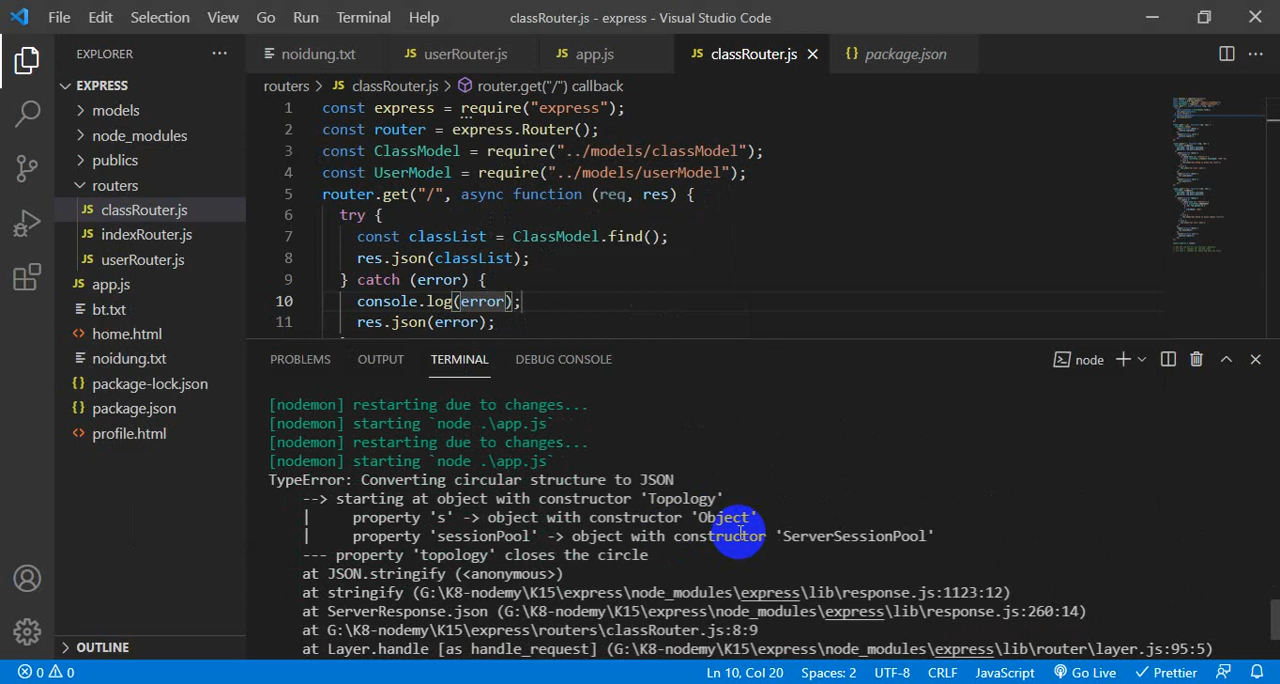 File Edit Selection View Go Run Terminal Help classRouter.js - express - Visual Studio Code
EXPLORER ··· noidung.txt JS userRouter.js JS app.js JS classRouter.js {} package.json ···
EXPRESS
models
node_modules
publics
routers
JS classRouter.js
JS indexRouter.js
JS userRouter.js
JS app.js
bt.txt
<> home.html
noidung.txt
{} package-lock.json
{} package.json
<> profile.html
OUTLINE
routers > JS classRouter.js > router.get("/") callback
1 const express = require("express");
2 const router = express.Router();
3 const ClassModel = require("../models/classModel");
4 const UserModel = require("../models/userModel");
5 router.get("/", async function (req, res) {
6 try {
7 const classList = ClassModel.find();
8 res.json(classList);
9 } catch (error) {
10 console.log(error);
11 res.json(error);
PROBLEMS OUTPUT TERMINAL DEBUG CONSOLE node
[nodemon] restarting due to changes...
[nodemon] starting `node .\app.js`
[nodemon] restarting due to changes...
[nodemon] starting `node .\app.js`
TypeError: Converting circular structure to JSON
--> starting at object with constructor 'Topology'
| property 's' -> object with constructor 'Object'
| property 'sessionPool' -> object with constructor 'ServerSessionPool'
--- property 'topology' closes the circle
at JSON.stringify (<anonymous>)
at stringify (G:\K8-nodemy\K15\express\node_modules\express\lib\response.js:1123:12)
at ServerResponse.json (G:\K8-nodemy\K15\express\node_modules\express\lib\response.js:260:14)
at G:\K8-nodemy\K15\express\routers\classRouter.js:8:9
at Layer.handle [as handle_request] (G:\K8-nodemy\K15\express\node_modules\express\lib\router\layer.js:95:5)
0 0 Ln 10, Col 20 Spaces: 2 UTF-8 CRLF JavaScript Go Live Prettier